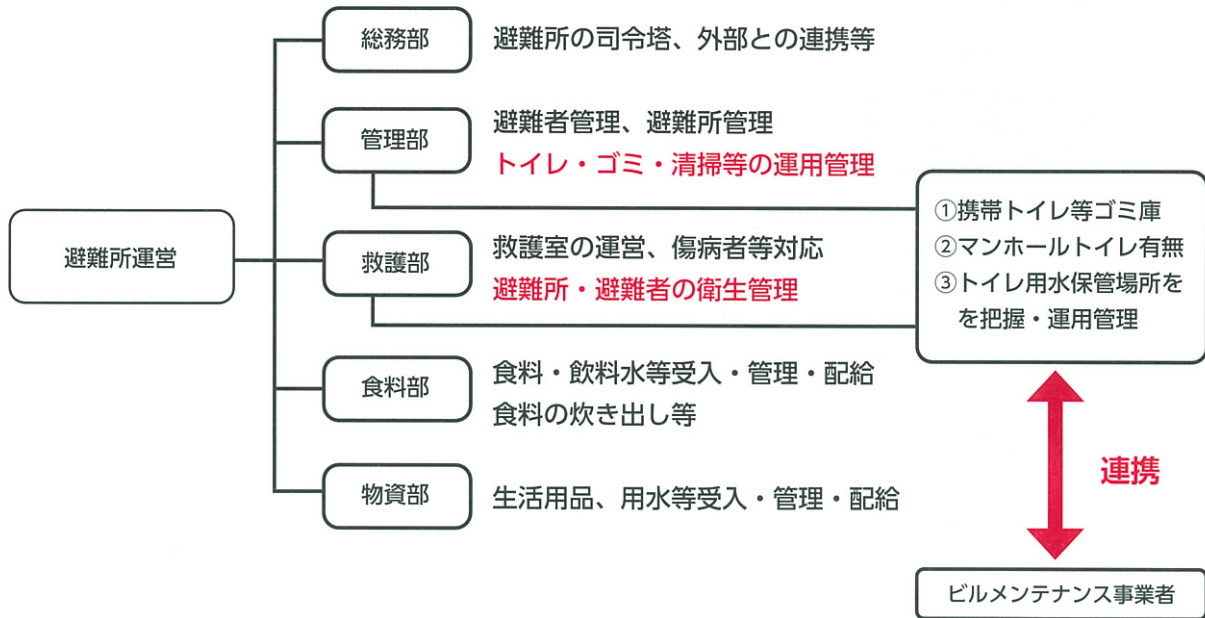 避難所運営
総務部
避難所の司令塔、外部との連携等
管理部
避難者管理、避難所管理
トイレ・ゴミ・清掃等の運用管理
救護部
救護室の運営、傷病者等対応
避難所・避難者の衛生管理
食料部
食料・飲料水等受入・管理・配給
食料の炊き出し等
物資部
生活用品、用水等受入・管理・配給
①携帯トイレ等ゴミ庫
②マンホールトイレ有無
③トイレ用水保管場所を
を把握・運用管理
連携
ビルメンテナンス事業者